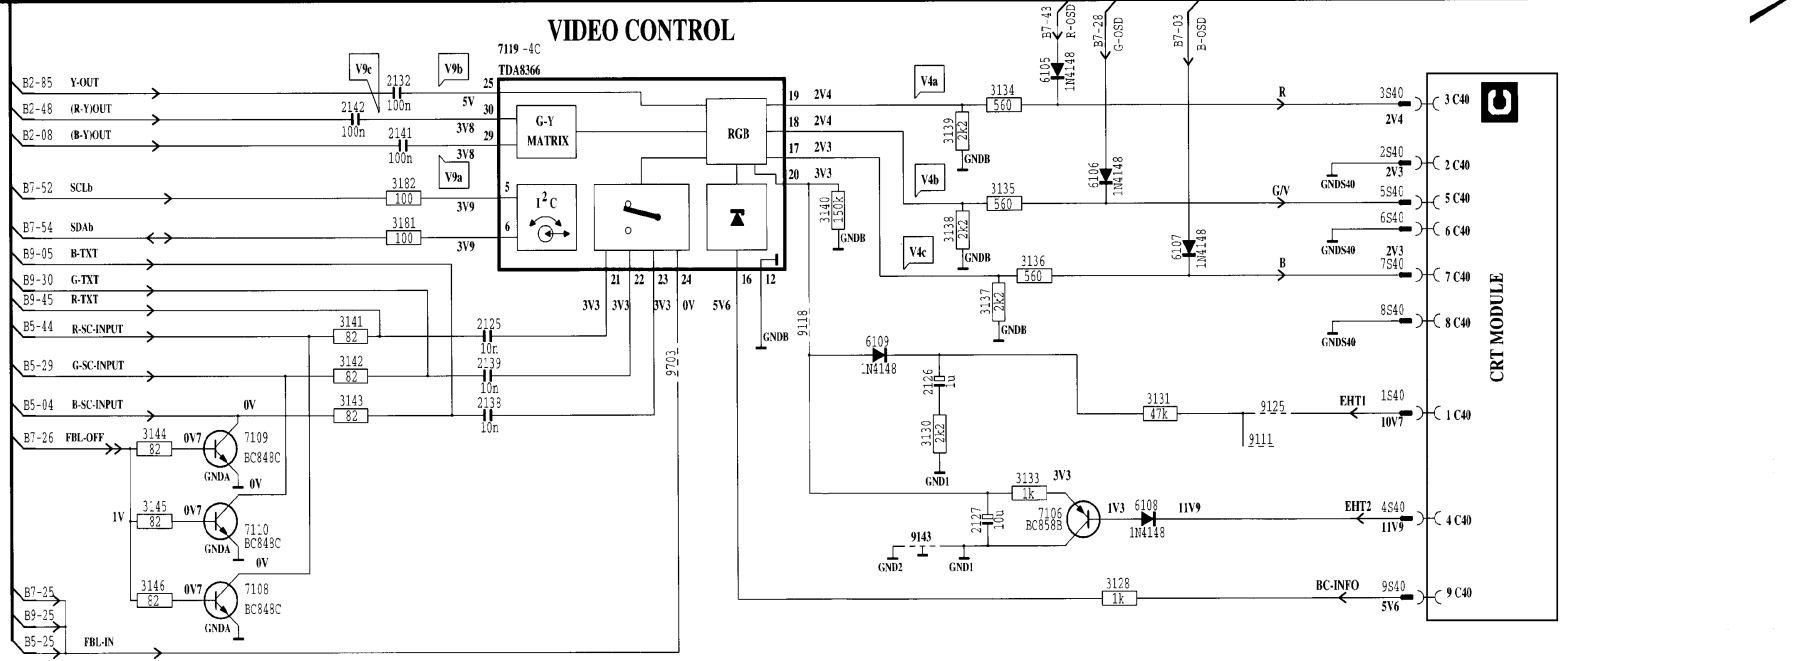 VIDEO CONTROL
7119 -4C
TDA8366
B7-43
R-OSD
B7-28
G-OSD
B7-03
B-OSD
B2-85 Y-OUT
B2-48 (R-Y)OUT
B2-08 (B-Y)OUT
B7-52 SCLb
B7-54 SDAb
B9-05 B-TXT
B9-30 G-TXT
B9-45 R-TXT
B5-44 R-SC-INPUT
B5-29 G-SC-INPUT
B5-04 B-SC-INPUT
B7-26 FBL-OFF
B7-25
B9-25
B5-25 FBL-IN
V9c
V9b
V9a
2132
100n
2142
100n
2141
100n
25
5V
30
3V8
29
3V8
3182
100
5
3V9
3181
100
6
3V9
G-Y
MATRIX
RGB
I²C
19 2V4
18 2V4
17 2V3
20 3V3
21 22 23 24 16 12
3V3 3V3 3V3 0V 5V6
GNDB
3141
82
3142
82
3143
82
2125
10n
2139
10n
2138
10n
9703
9118
0V
3144
82
0V7
7109
BC848C
GNDA
0V
1V
3145
82
0V7
7110
BC848C
GNDA
0V
3146
82
0V7
7108
BC848C
GNDA
V4a
3134
560
3139
2k2
GNDB
6105
1N4148
R
V4b
3135
560
3138
2k2
GNDB
6106
1N4148
G/V
V4c
3136
560
3137
2k2
GNDB
6107
1N4148
B
3140
150k
GNDB
6109
1N4148
2126
1u
3130
2k2
GND1
3131
47k
9125
9111
EHT1
3133
1k
3V3
2127
10u
7106
BC858B
1V3
6108
1N4148
11V9
EHT2
9143
GND2
GND1
3128
1k
BC-INFO
3S40
2V4
3 C40
2S40
2V3
2 C40
GNDS40
5S40
5 C40
6S40
6 C40
GNDS40
2V3
7S40
7 C40
8S40
8 C40
GNDS40
1S40
10V7
1 C40
4S40
11V9
4 C40
9S40
5V6
9 C40
C
CRT MODULE